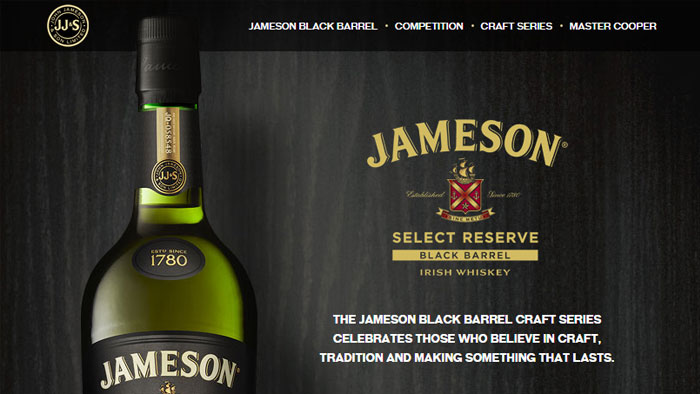 JJ&S
JAMESON BLACK BARREL • COMPETITION • CRAFT SERIES • MASTER COOPER
JJ&S
ESTD SINCE
1780
JAMESON
JAMESON®
Established Since 1780
SINE METU
SELECT RESERVE
BLACK BARREL
IRISH WHISKEY
THE JAMESON BLACK BARREL CRAFT SERIES
CELEBRATES THOSE WHO BELIEVE IN CRAFT,
TRADITION AND MAKING SOMETHING THAT LASTS.